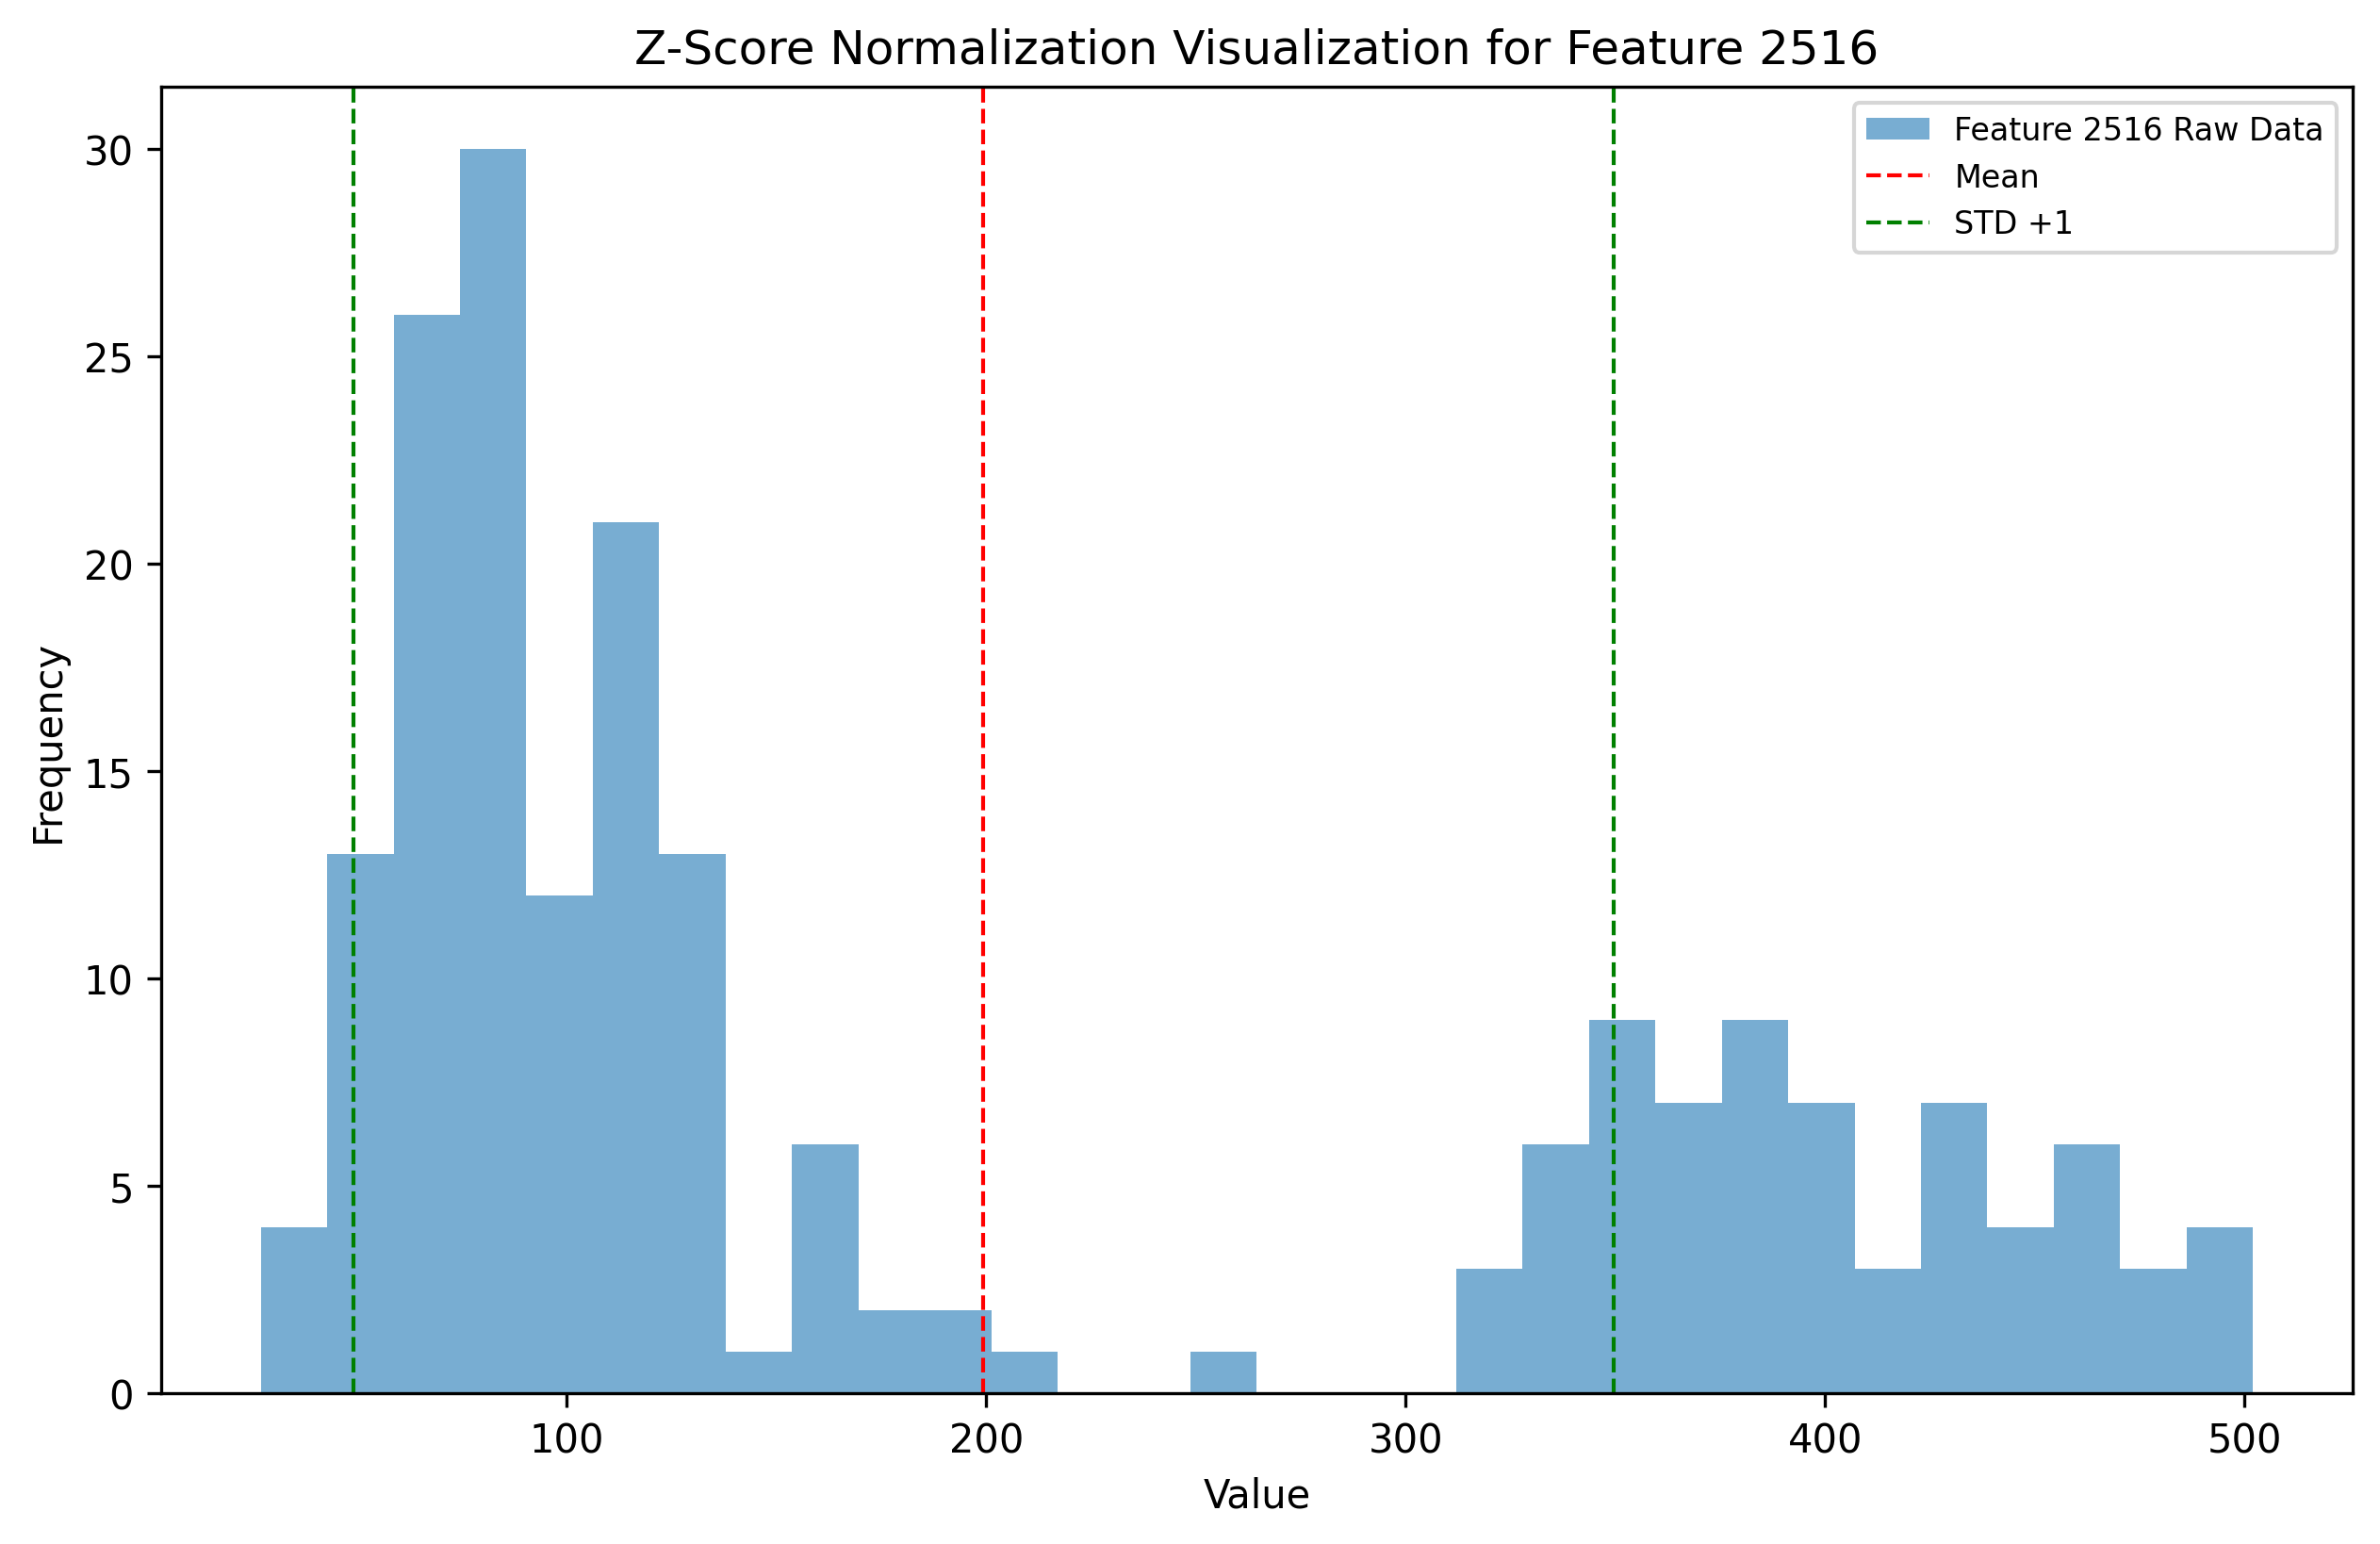 Z-Score Normalization Visualization for Feature 2516
Feature 2516 Raw Data
Mean
STD +1
30
25
20
15
10
5
0
Frequency
100 200 300 400 500
Value